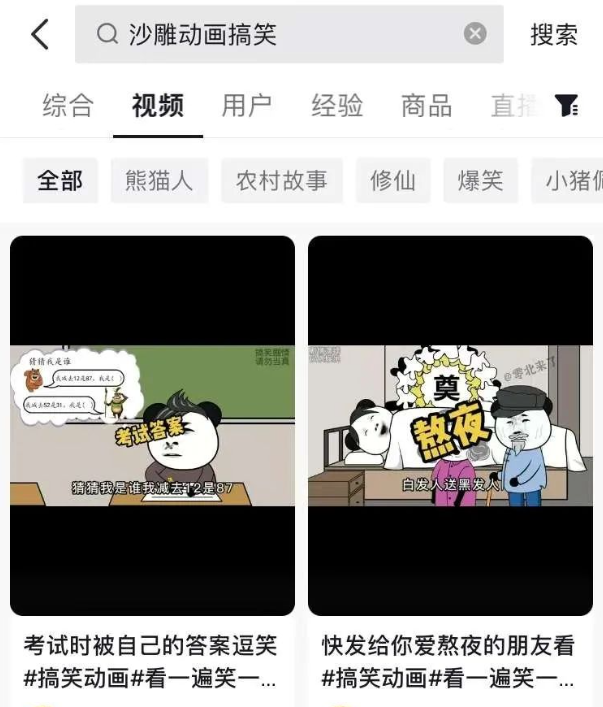 沙雕动画搞笑
搜索
综合
视频
用户
经验
商品
直播
全部
熊猫人
农村故事
修仙
爆笑
小猪佩
猜猜我是谁
我减去12是87，我是(
我减去52是31，我是(
请勿当真
考试答案
猜猜我是谁我减去12是87
奠
@零北来了
熬夜
白发人送黑发人
考试时被自己的答案逗笑
#搞笑动画#看一遍笑一...
快发给你爱熬夜的朋友看
#搞笑动画#看一遍笑一...